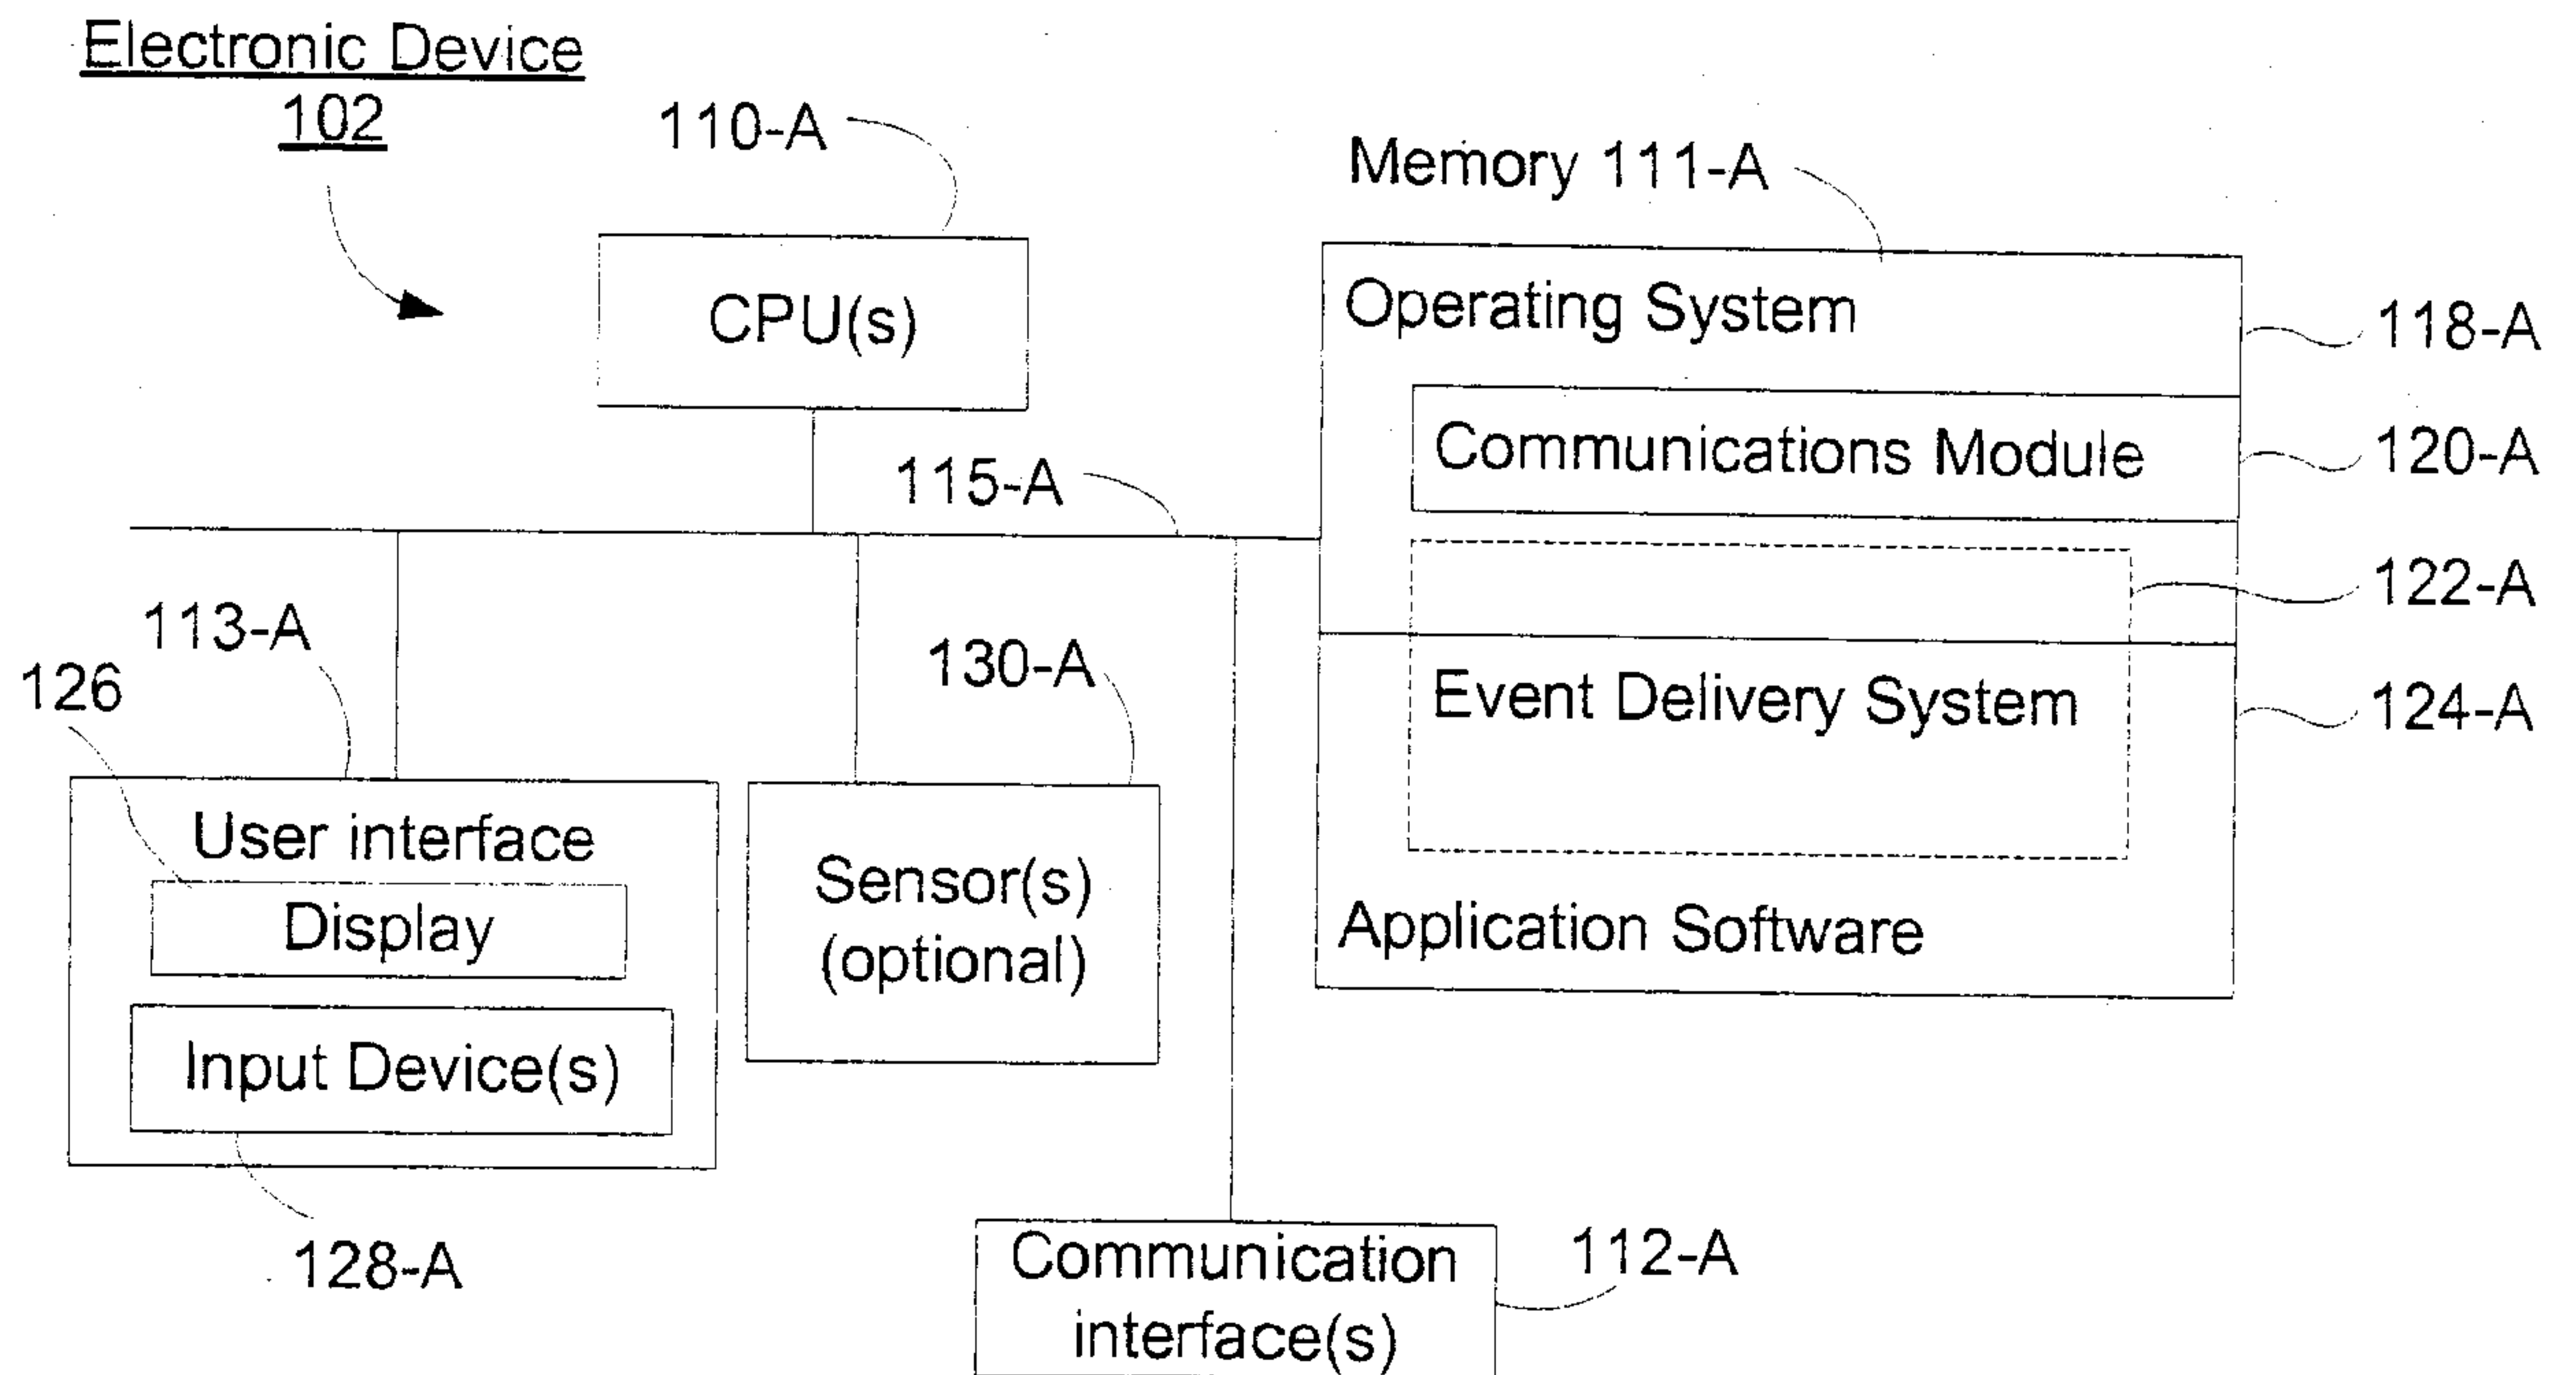 Electronic Device
102
110-A
CPU(s)
Memory 111-A
Operating System
118-A
Communications Module
120-A
115-A
122-A
Event Delivery System
124-A
Application Software
113-A
126
User interface
Display
Input Device(s)
128-A
130-A
Sensor(s)
(optional)
Communication
interface(s)
112-A